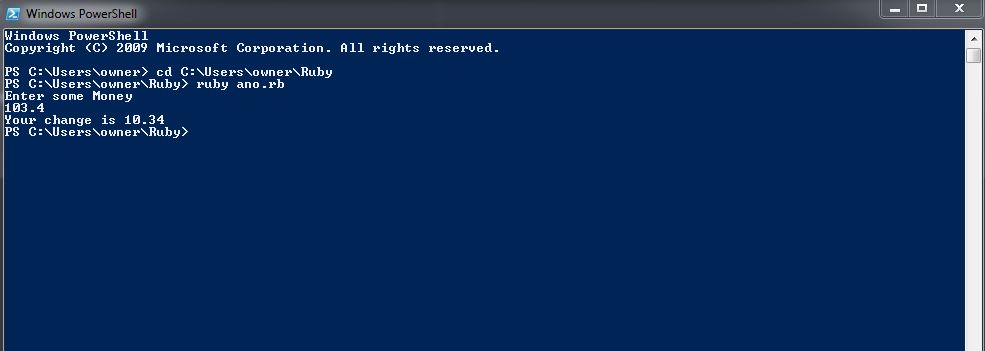 Windows PowerShell
Windows PowerShell
Copyright (C) 2009 Microsoft Corporation. All rights reserved.
PS C:\Users\owner> cd C:\Users\owner\Ruby
PS C:\Users\owner\Ruby> ruby ano.rb
Enter some Money
103.4
Your change is 10.34
PS C:\Users\owner\Ruby>